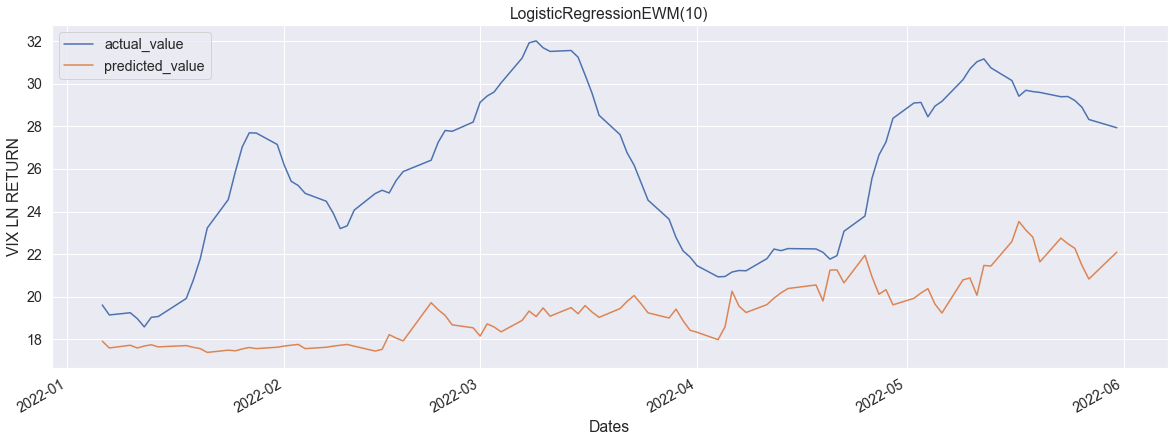 LogisticRegressionEWM(10)
actual_value
predicted_value
VIX LN RETURN
32
30
28
26
24
22
20
18
2022-01
2022-02
2022-03
2022-04
2022-05
2022-06
Dates